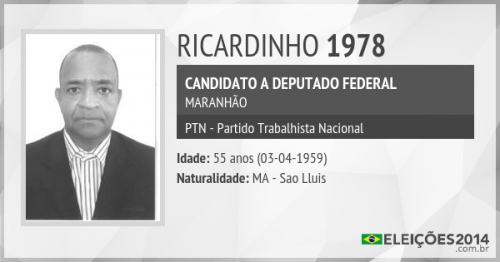 RICARDINHO 1978
CANDIDATO A DEPUTADO FEDERAL
MARANHÃO
PTN - Partido Trabalhista Nacional
Idade: 55 anos (03-04-1959)
Naturalidade: MA - Sao Lluis
ELEIÇÕES2014
.com.br